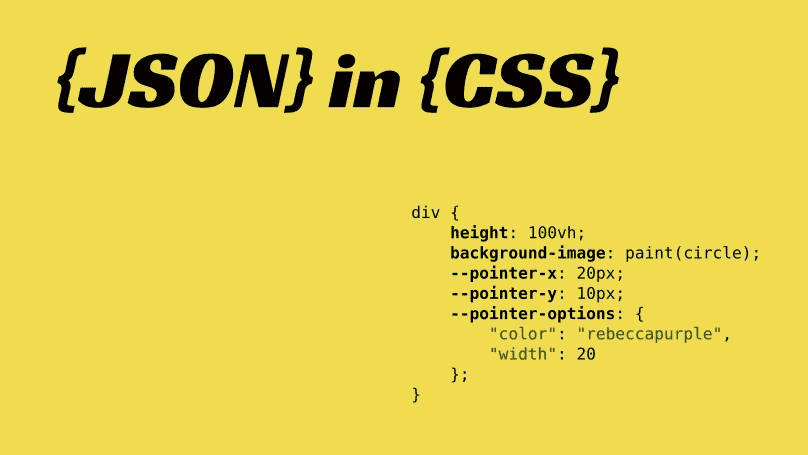 {JSON} in {CSS}
div {
    height: 100vh;
    background-image: paint(circle);
    --pointer-x: 20px;
    --pointer-y: 10px;
    --pointer-options: {
        "color": "rebeccapurple",
        "width": 20
    };
}